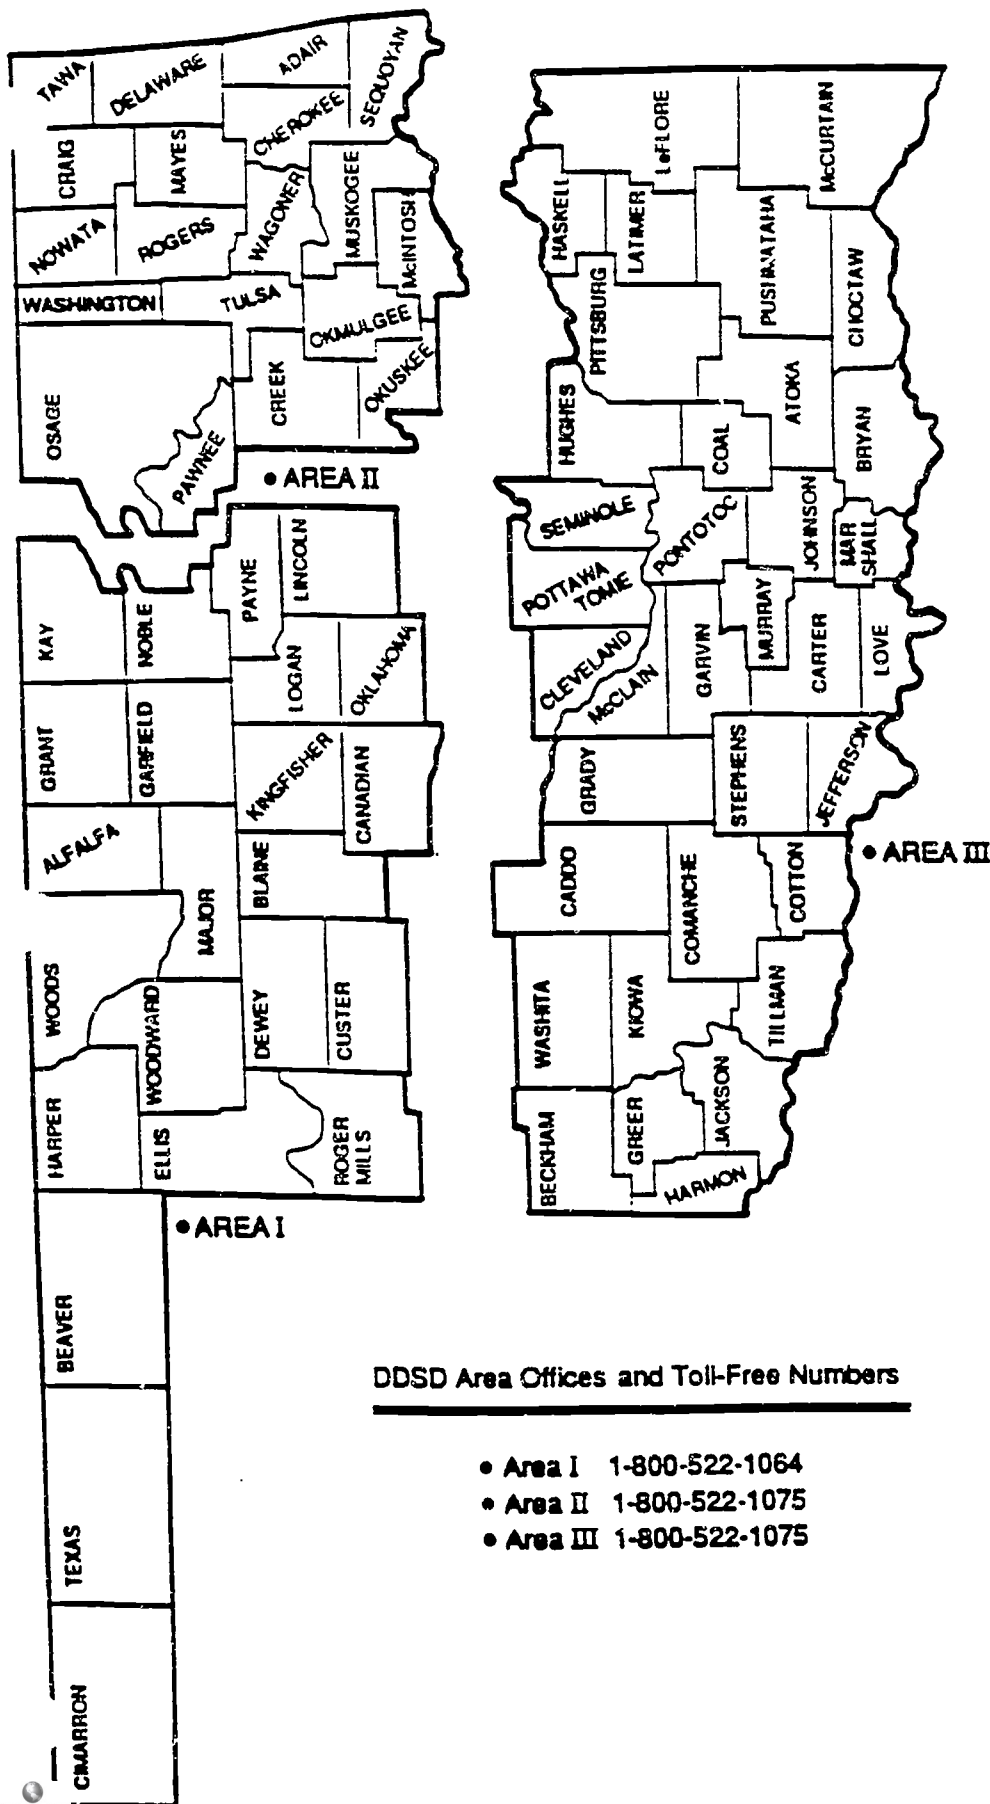 TAWA
DELAWARE
ADAIR
SEQUOYAN
CHEROKEE
CRAIG
MAYES
NOWATA
ROGERS
WAGONER
MUSKOGEE
McINTOSH
WASHINGTON
TULSA
OKMULGEE
OSAGE
PAWNEE
CREEK
OKUSKEE
• AREA II
KAY
NOBLE
PAYNE
LINCOLN
LOGAN
OKLAHOMA
GRANT
GARFIELD
KINGFISHER
CANADIAN
ALFALFA
MAJOR
BLAINE
WOODS
WOODWARD
DEWEY
CUSTER
HARPER
ELLIS
ROGER
MILLS
• AREA I
BEAVER
TEXAS
CIMARRON
LeFLORE
McCURTAIN
HASKELL
LATIMER
PUSHMATAHA
CHOCTAW
PITTSBURG
HUGHES
COAL
ATOKA
BRYAN
SEMINOLE
PONTOTOC
JOHNSON
MAR
SHALL
POTTAWA
TOMIE
CLEVELAND
McCLAIN
GARVIN
MURRAY
CARTER
LOVE
GRADY
STEPHENS
JEFFERSON
• AREA III
CADDO
COMANCHE
COTTON
WASHITA
KIOWA
TILLMAN
BECKHAM
GREER
JACKSON
HARMON
DDSD Area Offices and Toll-Free Numbers
• Area I 1-800-522-1064
• Area II 1-800-522-1075
• Area III 1-800-522-1075